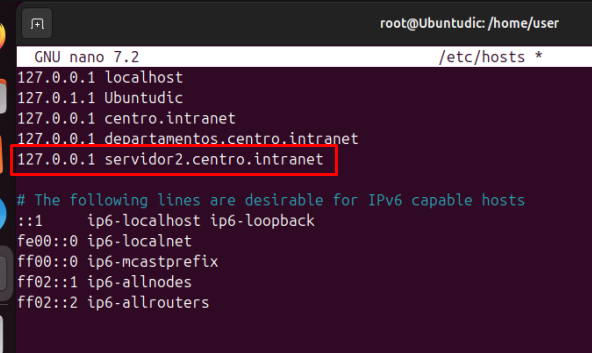 root@Ubuntudic: /home/user
GNU nano 7.2 /etc/hosts *
127.0.0.1 localhost
127.0.1.1 Ubuntudic
127.0.0.1 centro.intranet
127.0.0.1 departamentos.centro.intranet
127.0.0.1 servidor2.centro.intranet
# The following lines are desirable for IPv6 capable hosts
::1 ip6-localhost ip6-loopback
fe00::0 ip6-localnet
ff00::0 ip6-mcastprefix
ff02::1 ip6-allnodes
ff02::2 ip6-allrouters